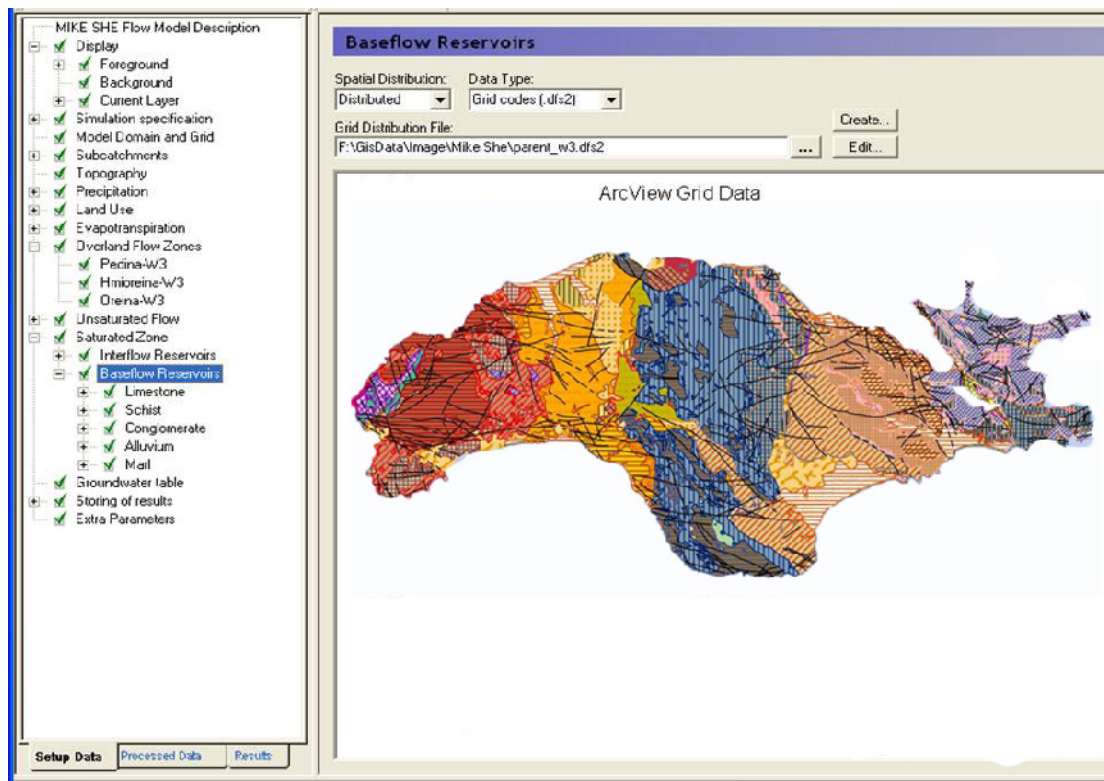 MIKE SHE Flow Model Description
Display
Foreground
Background
Current Layer
Simulation specification
Model Domain and Grid
Subcatchments
Topography
Precipitation
Land Use
Evapotranspiration
Overland Flow Zones
Pecina-W3
Orema-W3
Unsaturated Flow
Saturated Zone
Interflow Reservoirs
Baseflow Reservoirs
Limestone
Schist
Conglomerate
Alluvium
Groundwater table
Storing of results
Extra Parameters
Setup Data
Processed Data
Results
Baseflow Reservoirs
Spatial Distribution: Data Type:
Distributed Grid codes (.dfs2)
Create...
Grid Distribution File:
F:\GisData\Image\Mike She\parent_w3.dfs2 ... Edit...
ArcView Grid Data